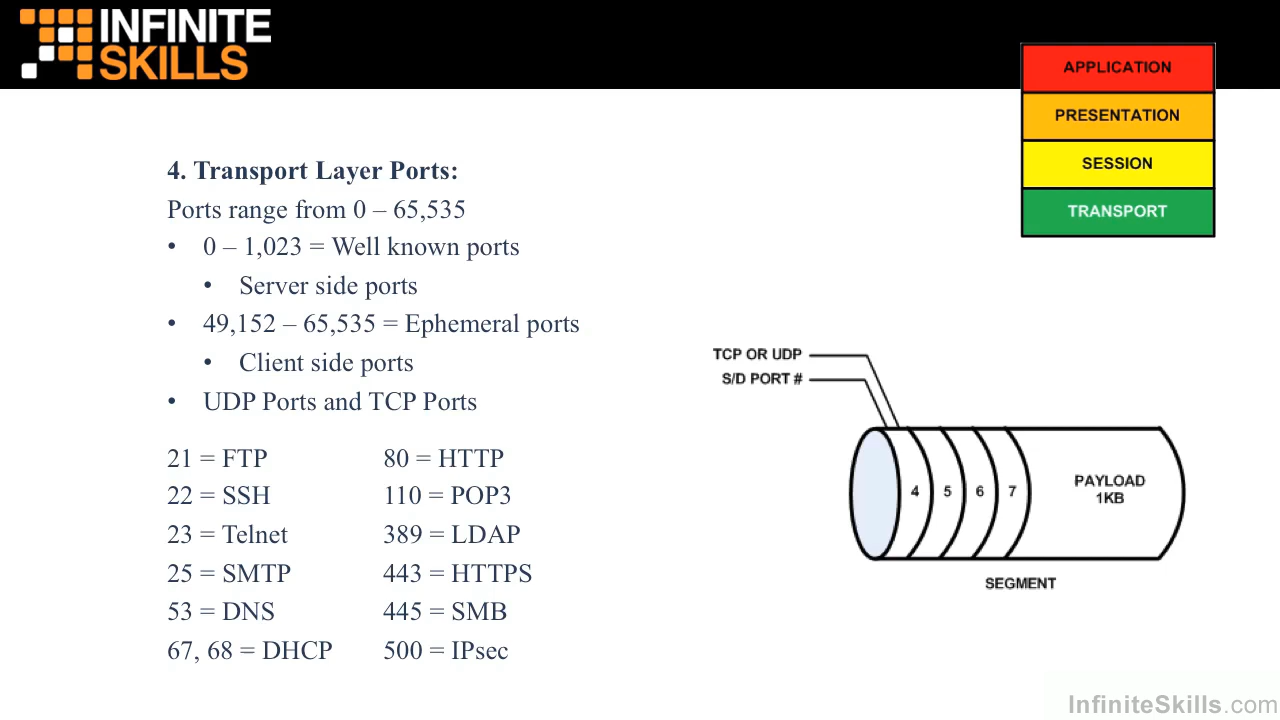 INFINITE
SKILLS
APPLICATION
PRESENTATION
SESSION
TRANSPORT
4. Transport Layer Ports:
Ports range from 0 – 65,535
• 0 – 1,023 = Well known ports
• Server side ports
• 49,152 – 65,535 = Ephemeral ports
• Client side ports
• UDP Ports and TCP Ports
21 = FTP
22 = SSH
23 = Telnet
25 = SMTP
53 = DNS
67, 68 = DHCP
80 = HTTP
110 = POP3
389 = LDAP
443 = HTTPS
445 = SMB
500 = IPsec
TCP OR UDP
S/D PORT #
4 5 6 7
PAYLOAD
1KB
SEGMENT
InfiniteSkills.com